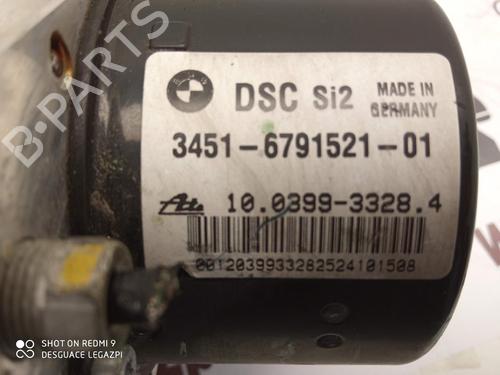 B-PARTS
DSC Si2
MADE IN
GERMANY
3451-6791521-01
Ate 10.0399-3328.4
0012039933282524101508
SHOT ON REDMI 9
DESGUACE LEGAZPI